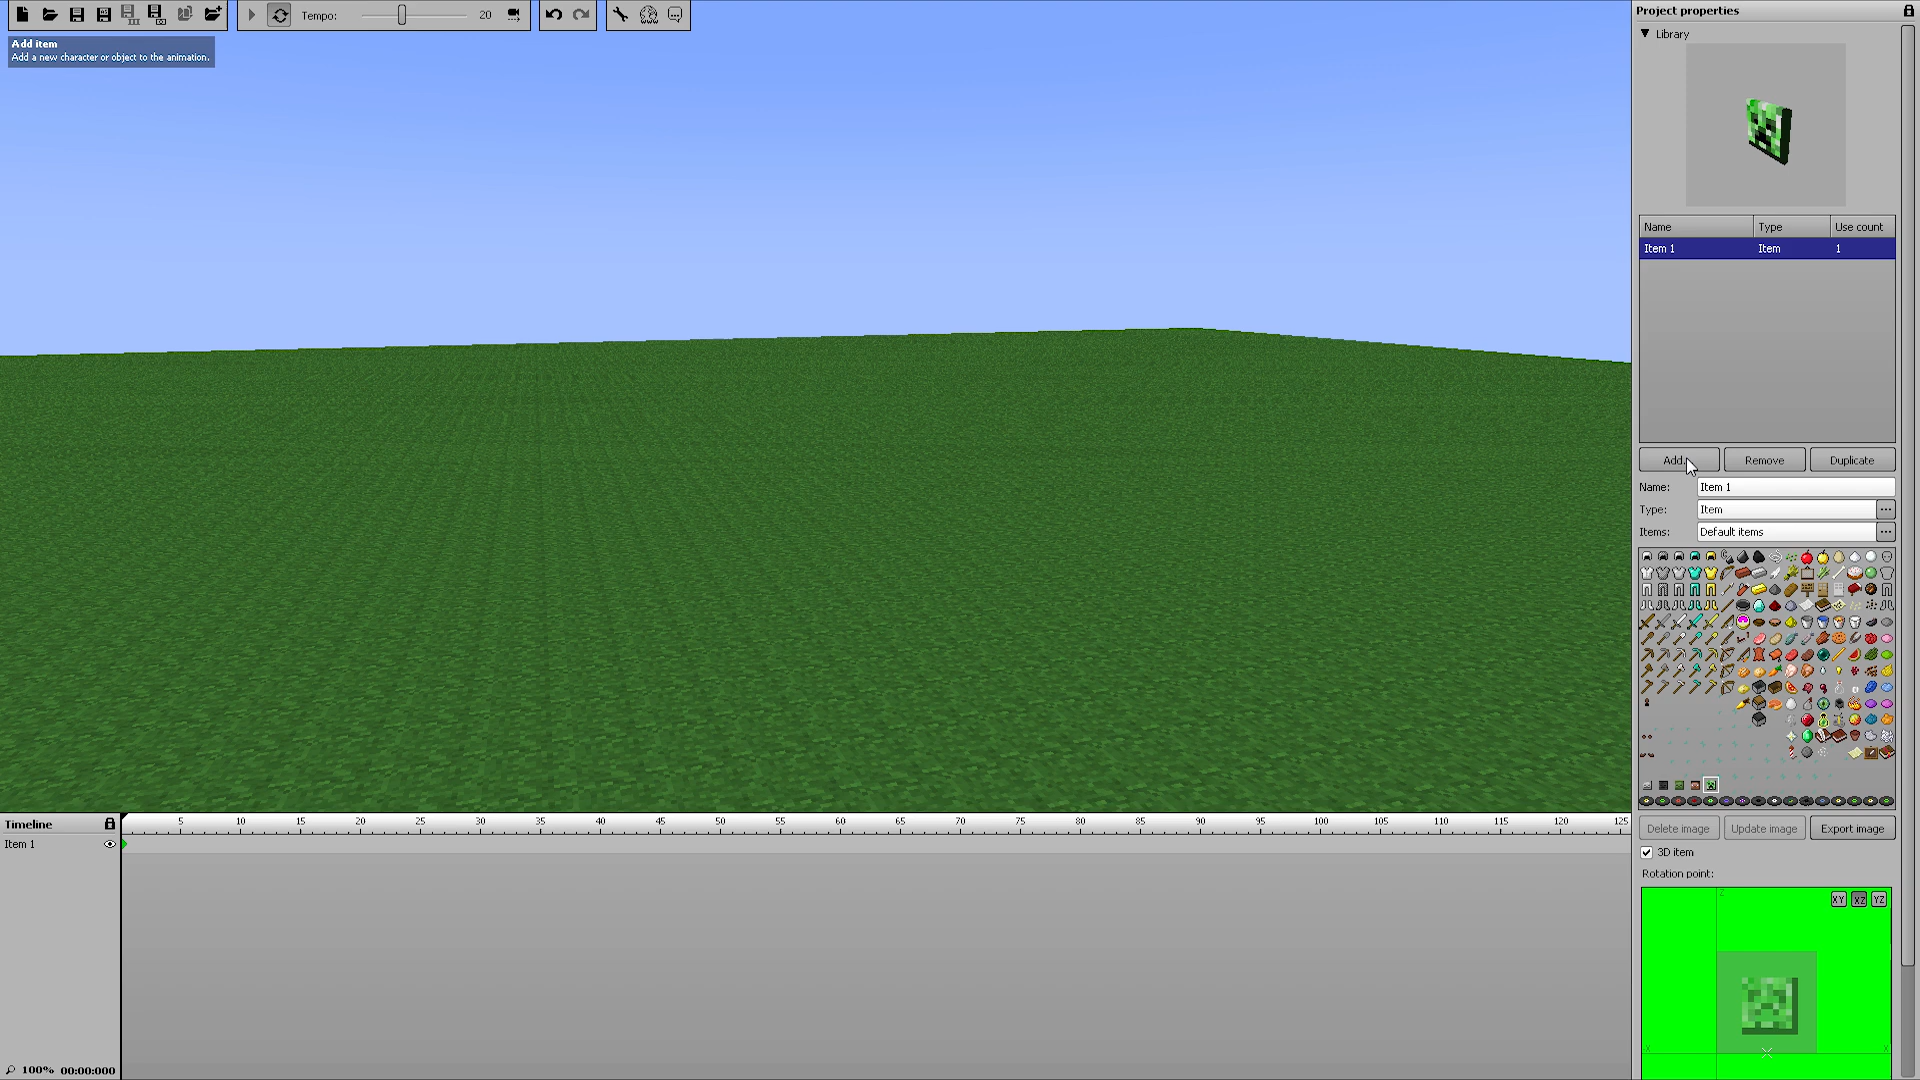 Tempo:
20
Add item
Add a new character or object to the animation.
Project properties
Library
Name Type Use count
Item 1 Item 1
Add.
Remove
Duplicate
Name: Item 1
Type: Item ...
Items: Default items ...
Delete image
Update image
Export image
3D item
Rotation point:
XY XZ YZ
Z
X X
Timeline
5 10 15 20 25 30 35 40 45 50 55 60 65 70 75 80 85 90 95 100 105 110 115 120 125
Item 1
100% 00:00:000